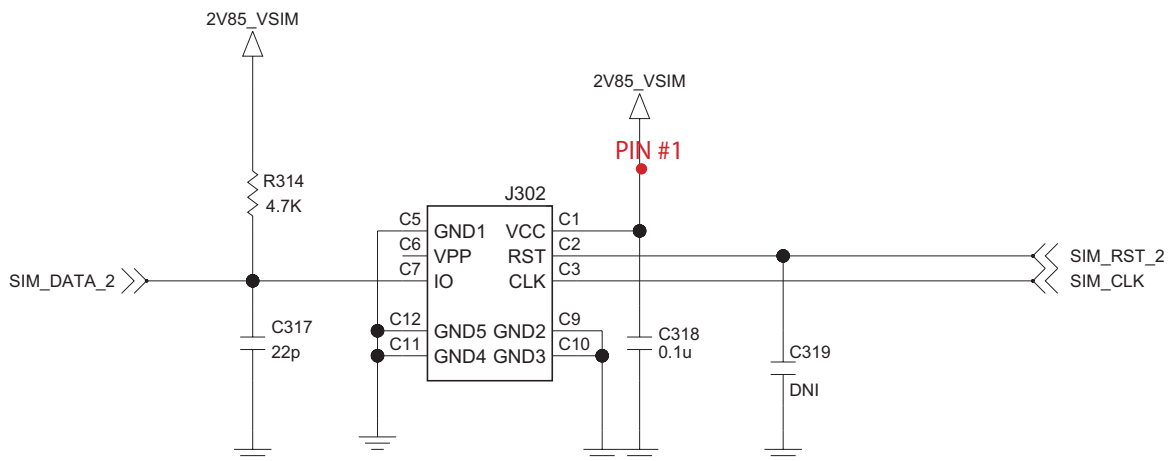 2V85_VSIM
2V85_VSIM
PIN #1
R314
4.7K
J302
C5 GND1 VCC C1
C6 VPP RST C2
C7 IO CLK C3
SIM_DATA_2
SIM_RST_2
SIM_CLK
C12 GND5 GND2 C9
C11 GND4 GND3 C10
C317
22p
C318
0.1u
C319
DNI